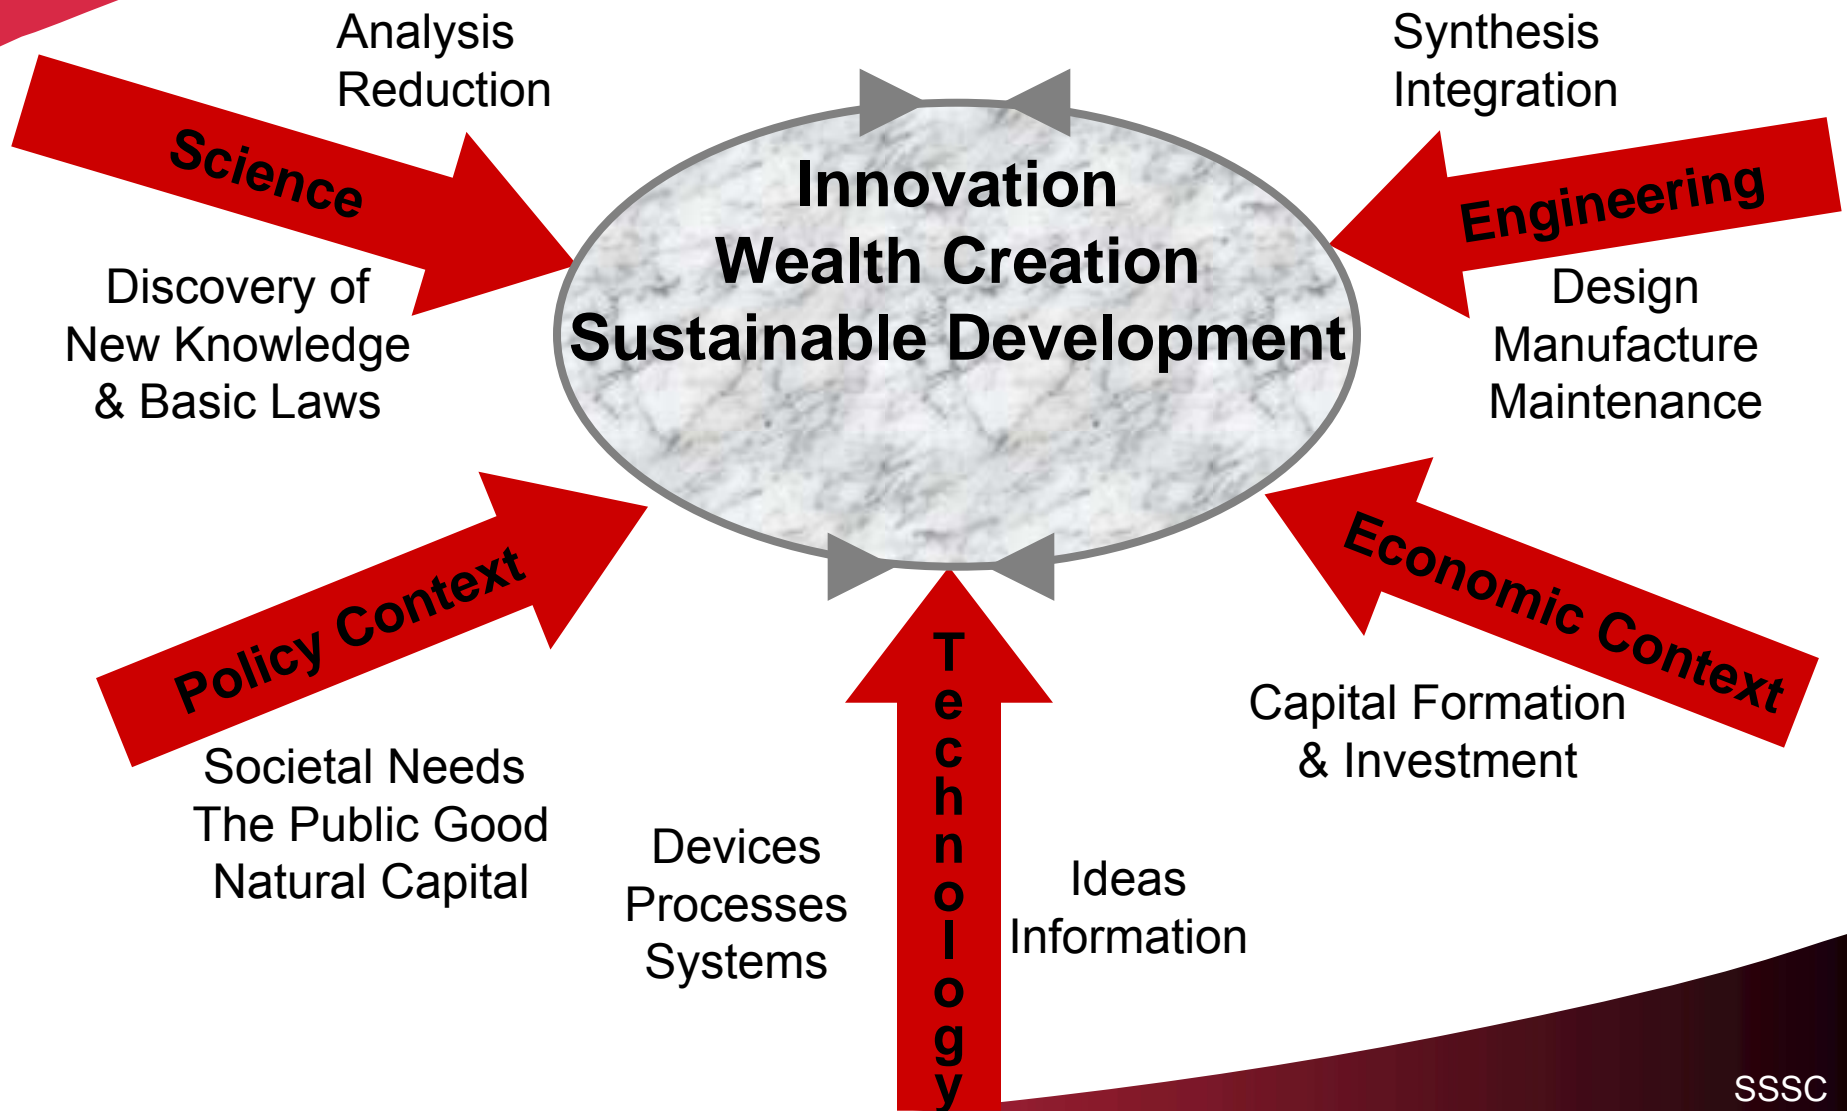 Analysis
Reduction
Science
Discovery of
New Knowledge
& Basic Laws
Innovation
Wealth Creation
Sustainable Development
Synthesis
Integration
Engineering
Design
Manufacture
Maintenance
Policy Context
Societal Needs
The Public Good
Natural Capital
Technology
Devices
Processes
Systems
Ideas
Information
Economic Context
Capital Formation
& Investment
SSSC